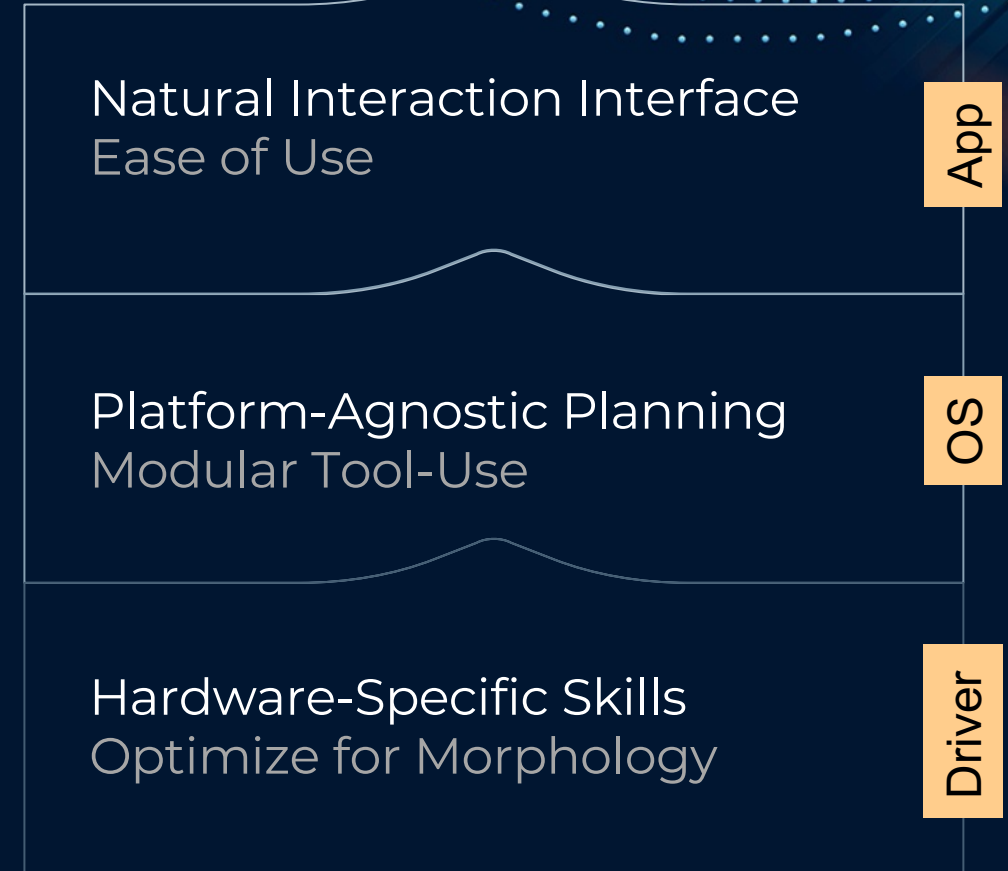 Natural Interaction Interface
Ease of Use
App
Platform-Agnostic Planning
Modular Tool-Use
OS
Hardware-Specific Skills
Optimize for Morphology
Driver